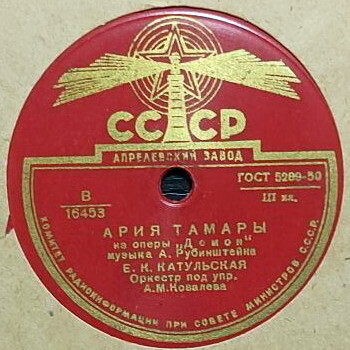 СССР
АПРЕЛЕВСКИЙ ЗАВОД
ГОСТ 5289-50
В
16453
III кл.
АРИЯ ТАМАРЫ
из оперы „Демон"
музыка А. Рубинштейна
Е. К. КАТУЛЬСКАЯ
Оркестр под упр.
А.М.Ковалева
КОМИТЕТ РАДИОИНФОРМАЦИИ ПРИ СОВЕТЕ МИНИСТРОВ С.С.С.Р.